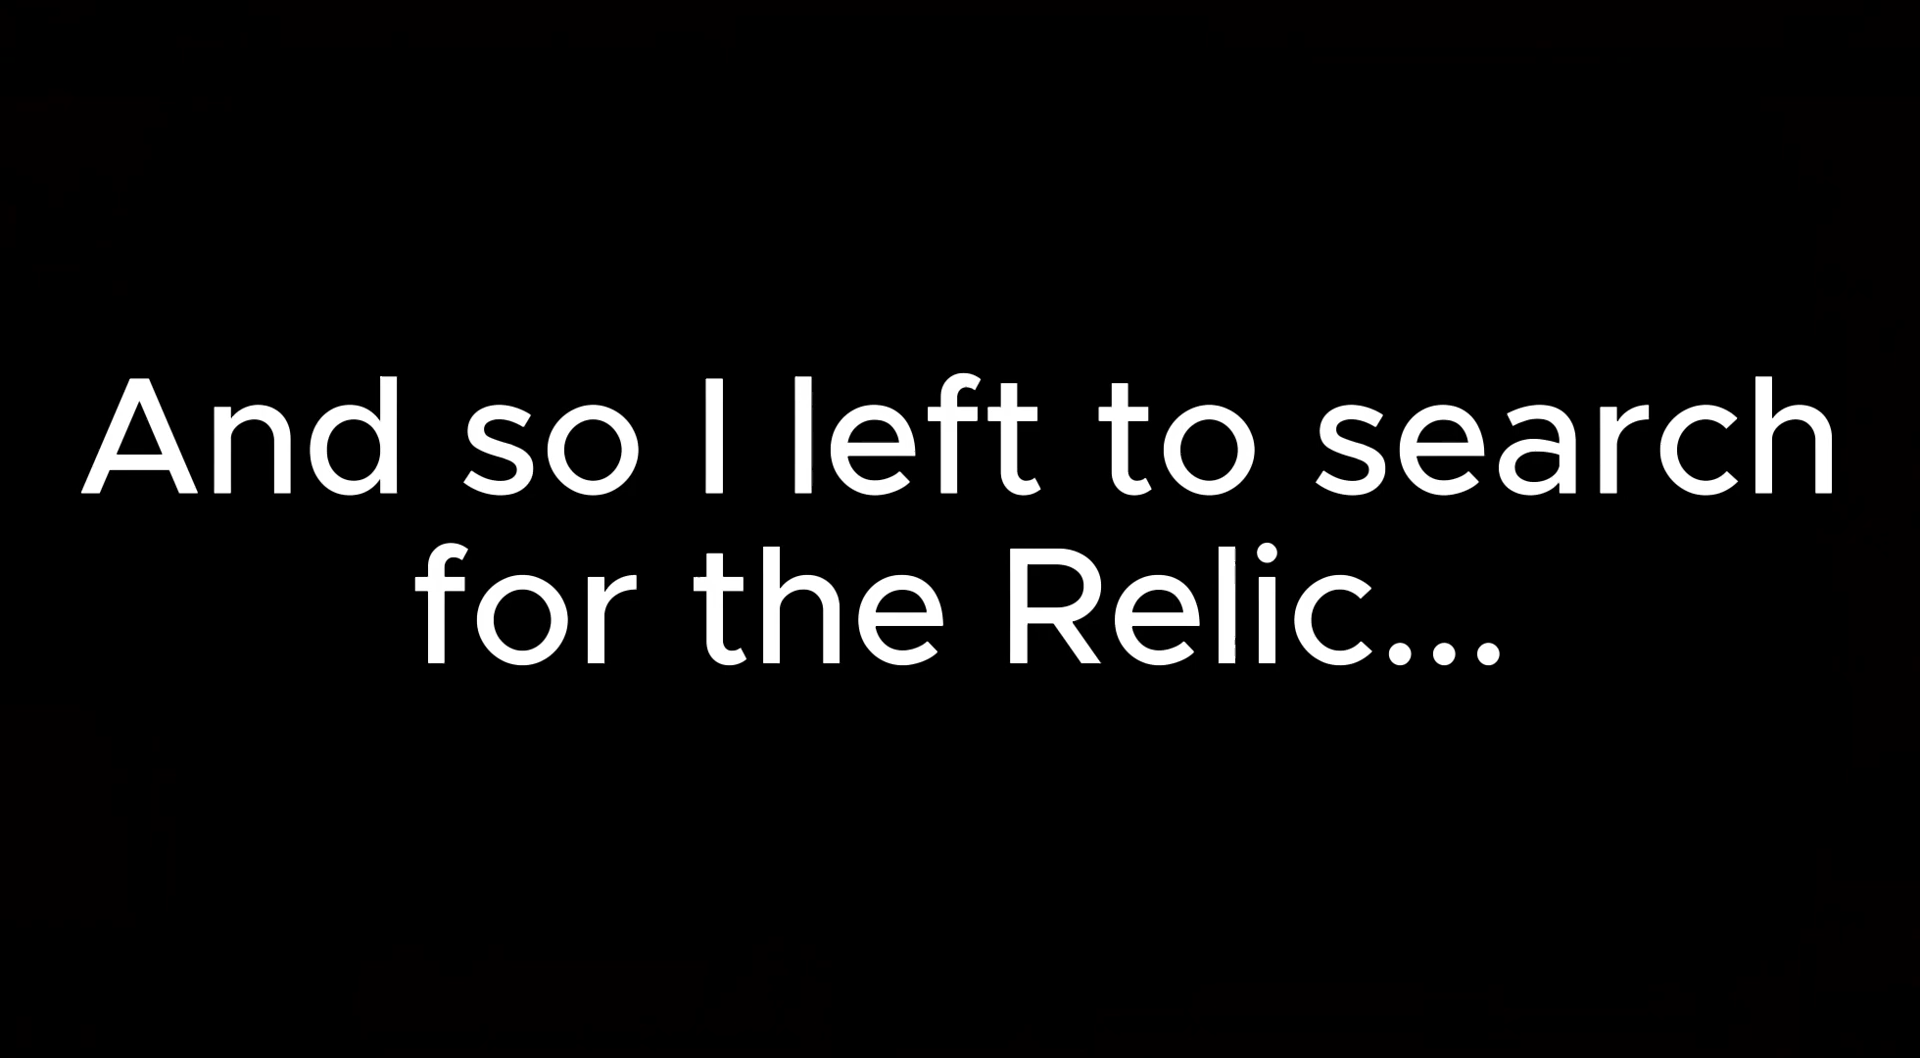 And so I left to search
for the Relic...